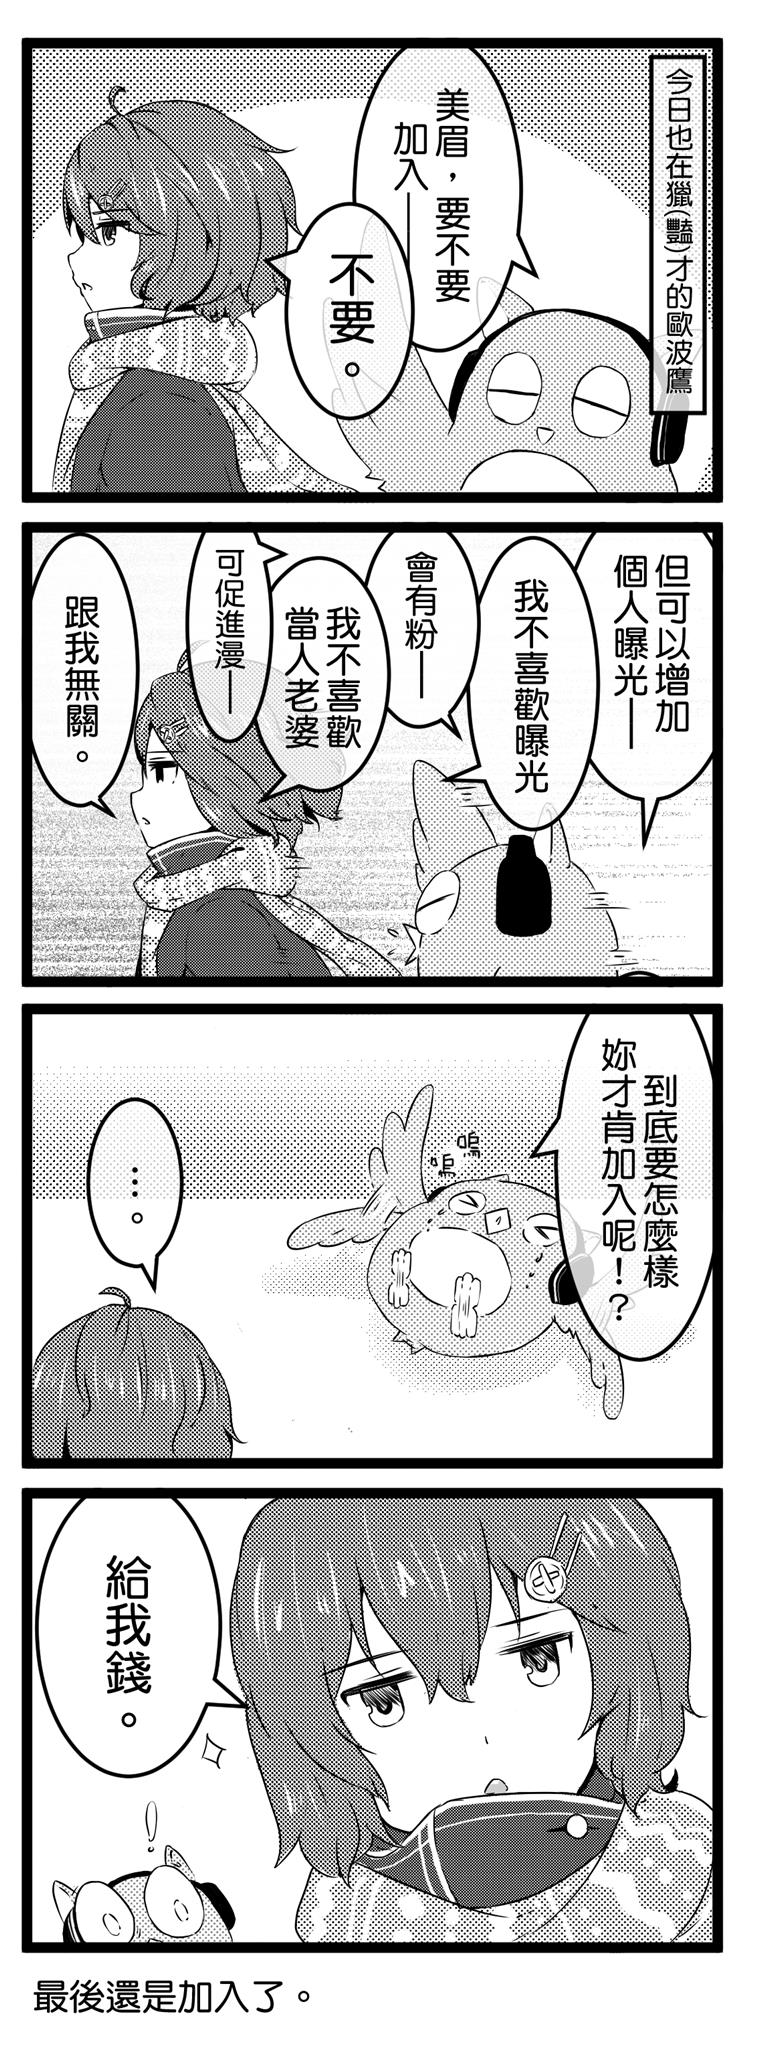 今日也在獵(豔)才的歐波鷹
美眉，要不要
加入——
不要。
但可以增加
個人曝光—
我不喜歡曝光
會有粉—
我不喜歡
當人老婆
可促進漫—
跟我無關。
到底要怎麼樣
妳才肯加入呢！？
嗚
嗚
…。
給我錢。
！
最後還是加入了。